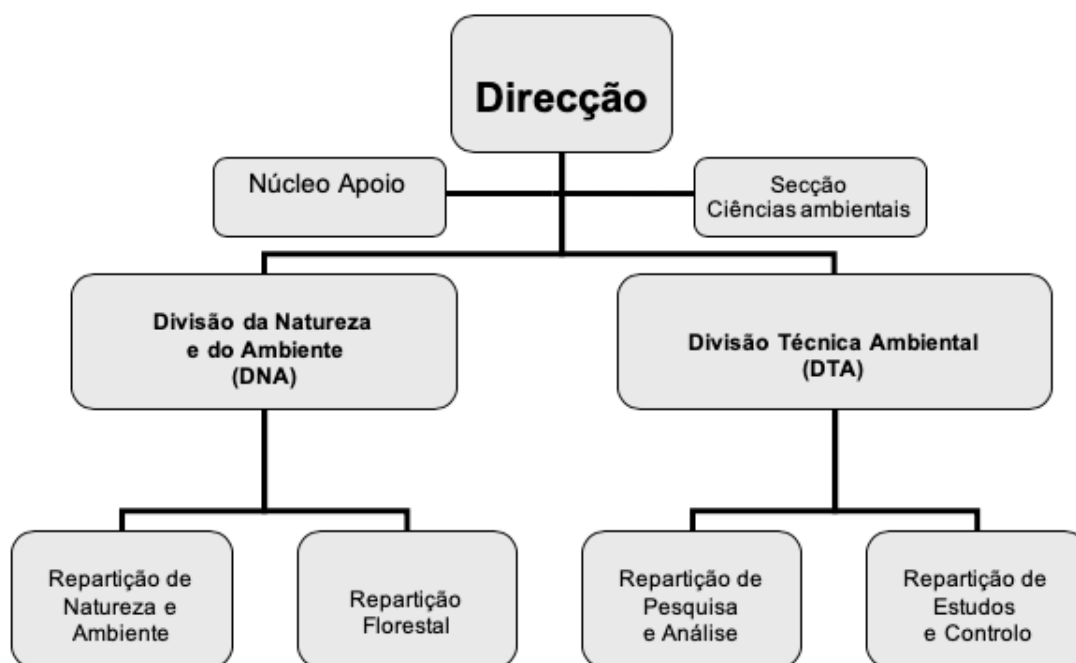 Direcção
Núcleo Apoio
Secção
Ciências ambientais
Divisão da Natureza
e do Ambiente
(DNA)
Divisão Técnica Ambiental
(DTA)
Repartição de
Natureza e
Ambiente
Repartição
Florestal
Repartição de
Pesquisa
e Análise
Repartição de
Estudos
e Controlo